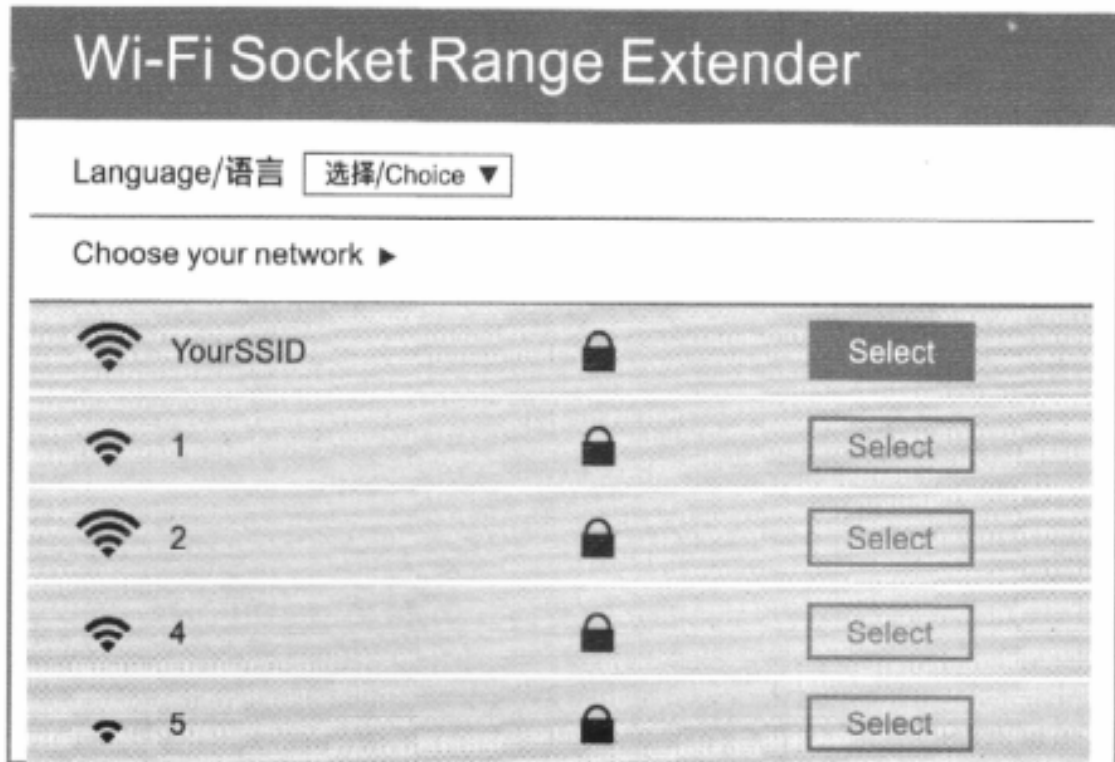 Wi-Fi Socket Range Extender
Language/语言 选择/Choice ▼
Choose your network ►
YourSSID Select
1 Select
2 Select
4 Select
5 Select